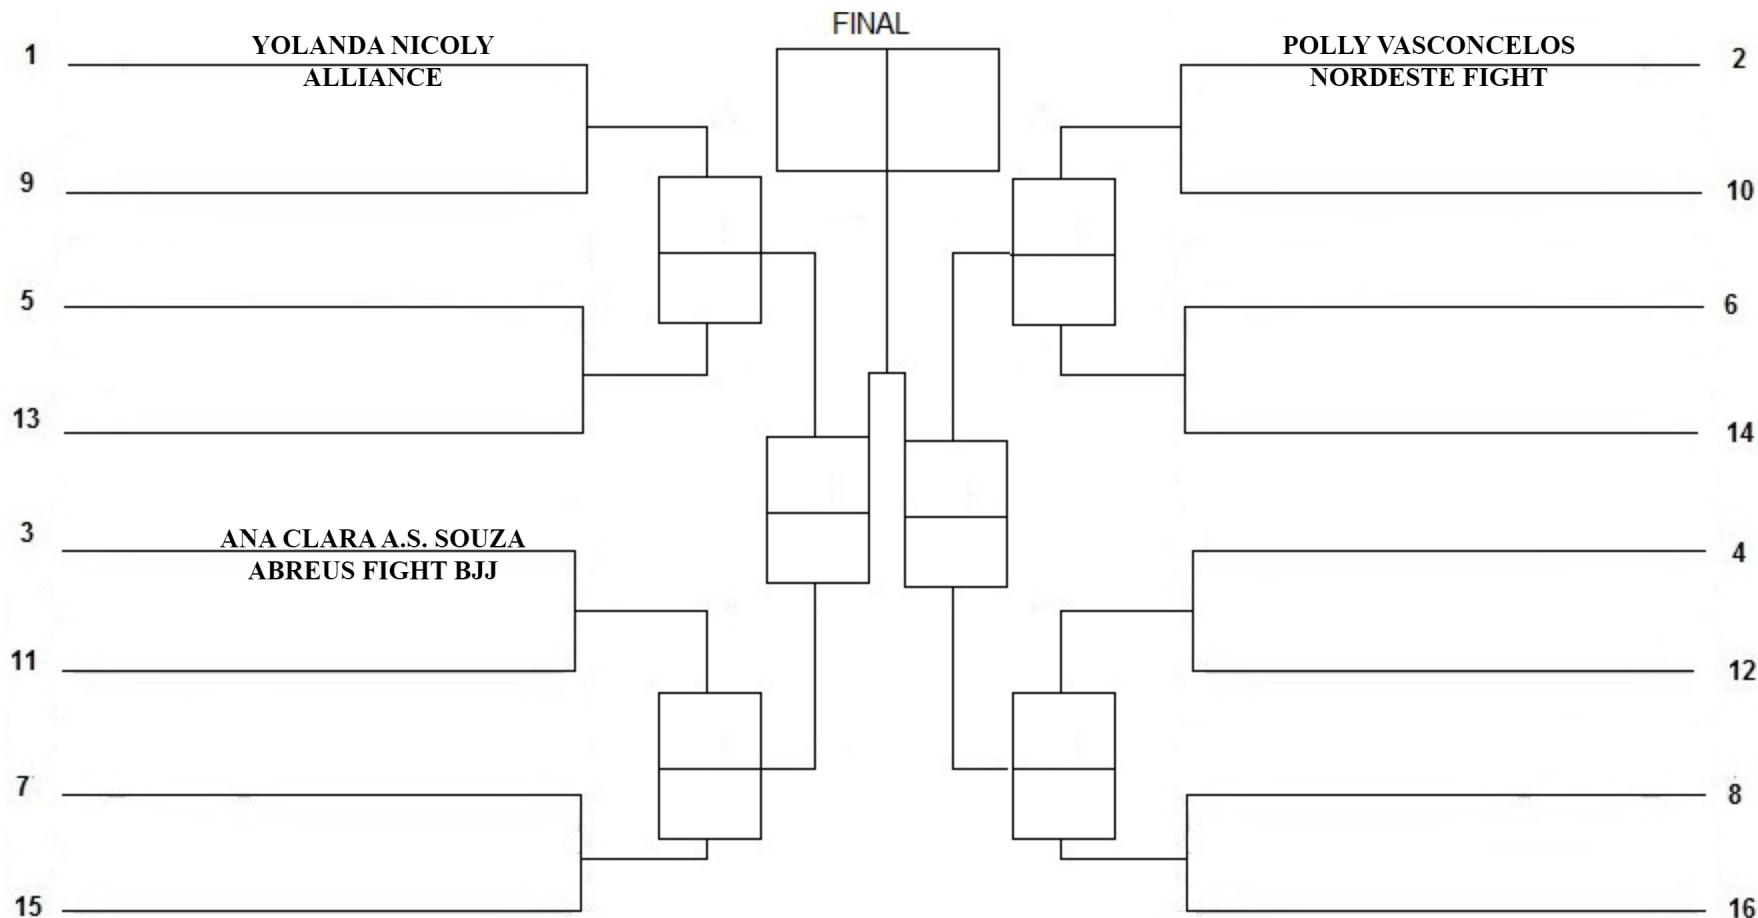 FINAL
1
YOLANDA NICOLY
ALLIANCE
9
5
13
3
ANA CLARA A.S. SOUZA
ABREUS FIGHT BJJ
11
7
15
POLLY VASCONCELOS
NORDESTE FIGHT
2
10
6
14
4
12
8
16